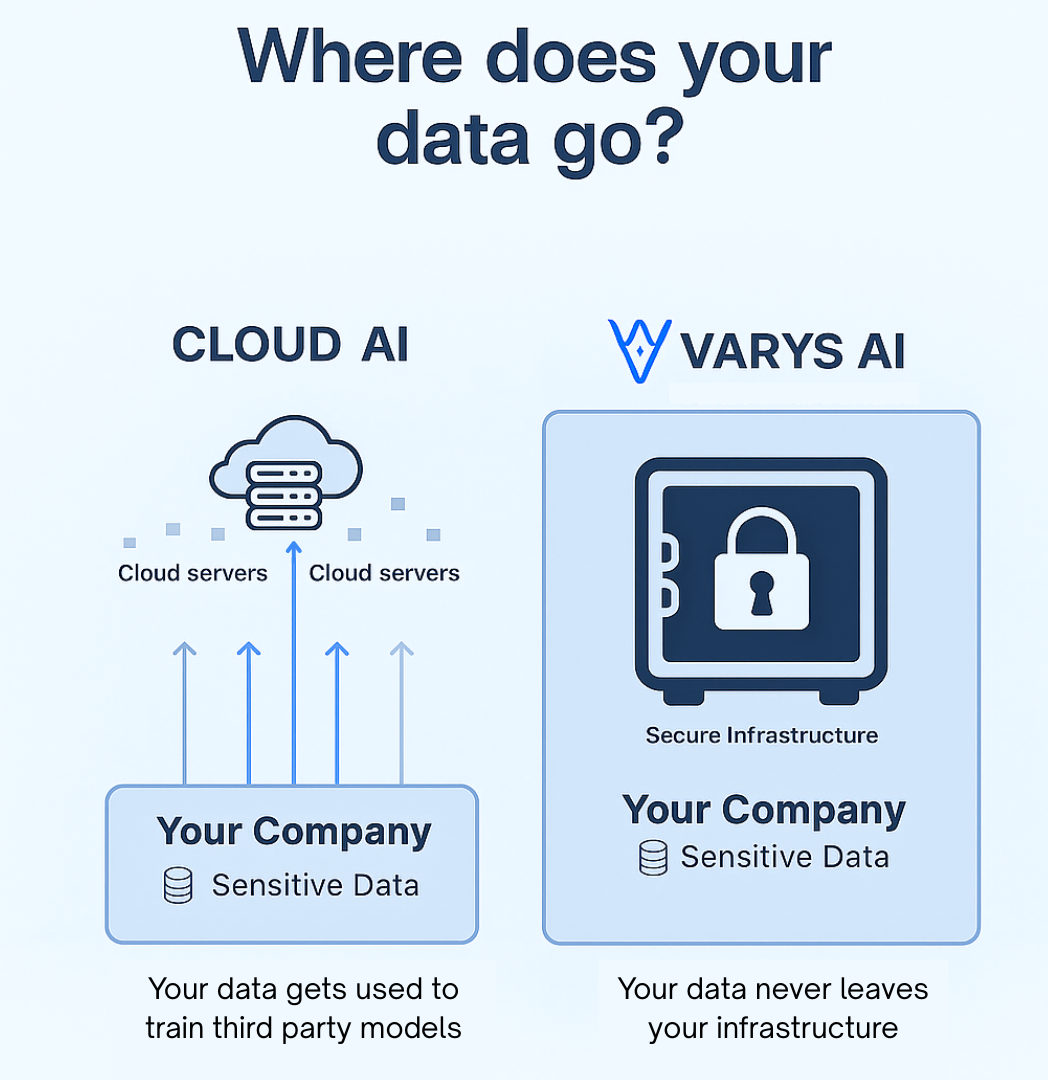 Where does your
data go?
CLOUD AI
Cloud servers
Cloud servers
Your Company
Sensitive Data
Your data gets used to
train third party models
VARYS AI
Secure Infrastructure
Your Company
Sensitive Data
Your data never leaves
your infrastructure